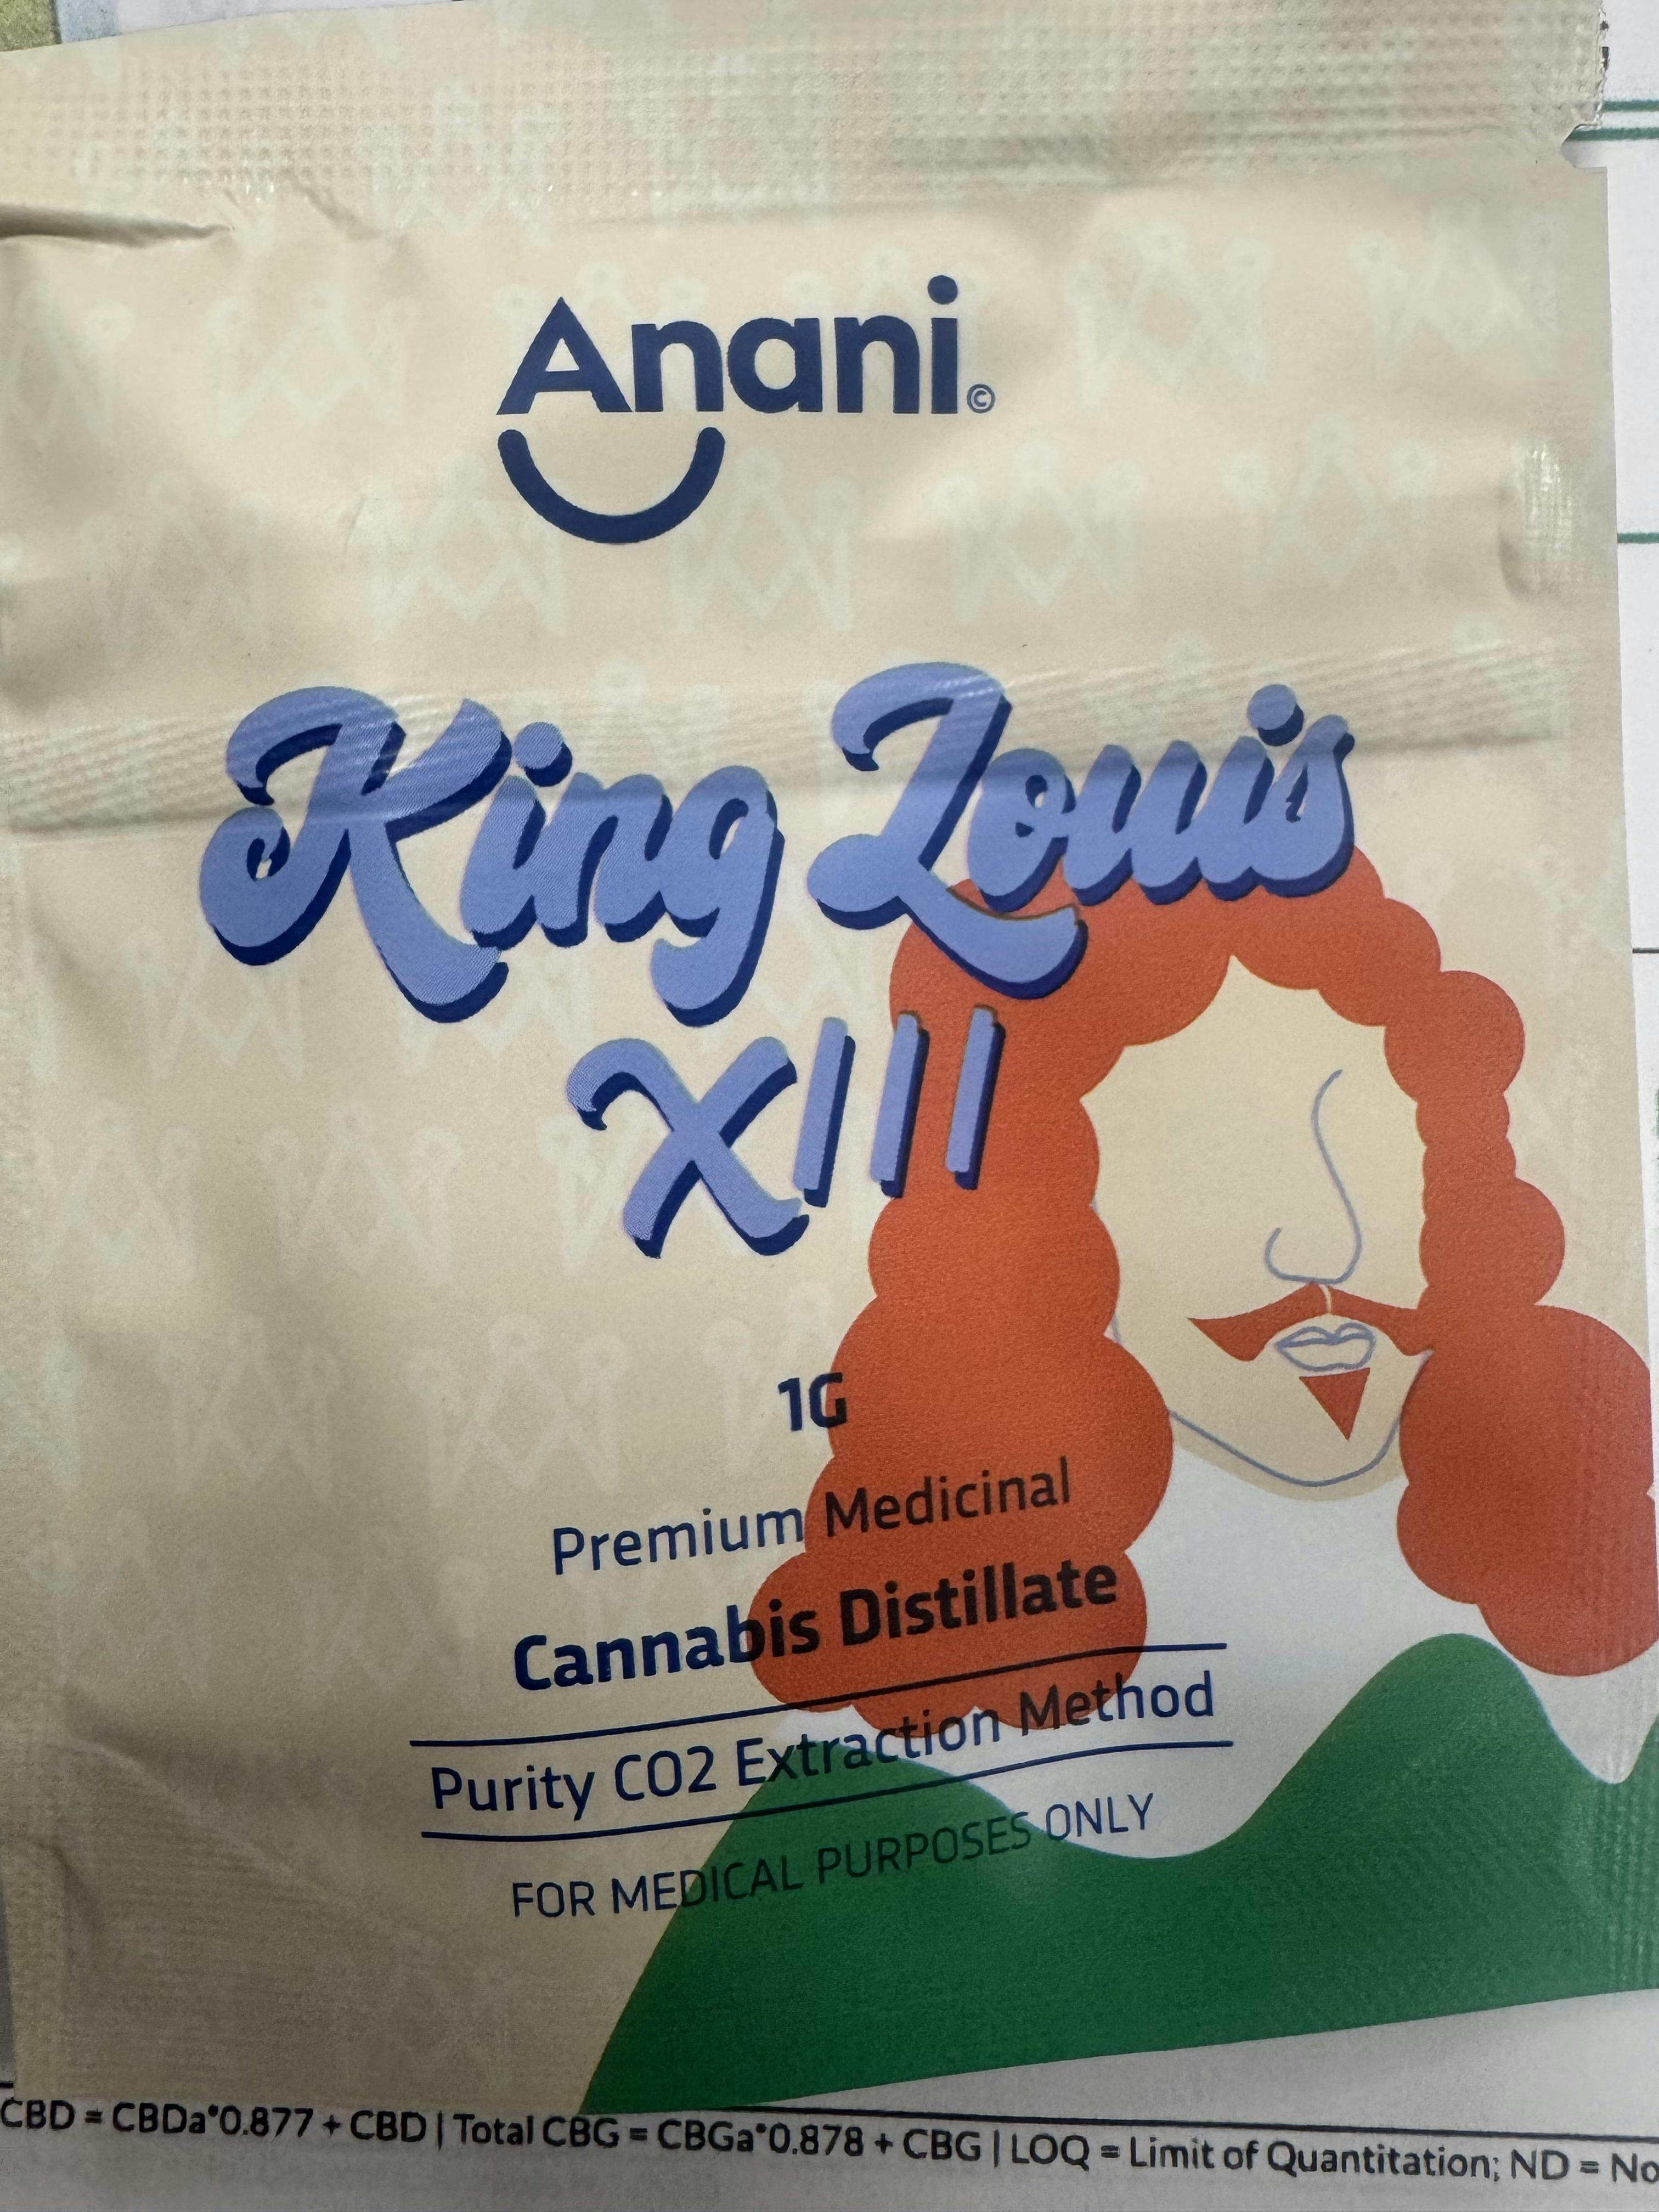 Anani©
King Louis
XIII
1G
Premium Medicinal
Cannabis Distillate
Purity CO2 Extraction Method
FOR MEDICAL PURPOSES ONLY
CBD = CBDa*0.877 + CBD | Total CBG = CBGa*0.878 + CBG | LOQ = Limit of Quantitation; ND = No